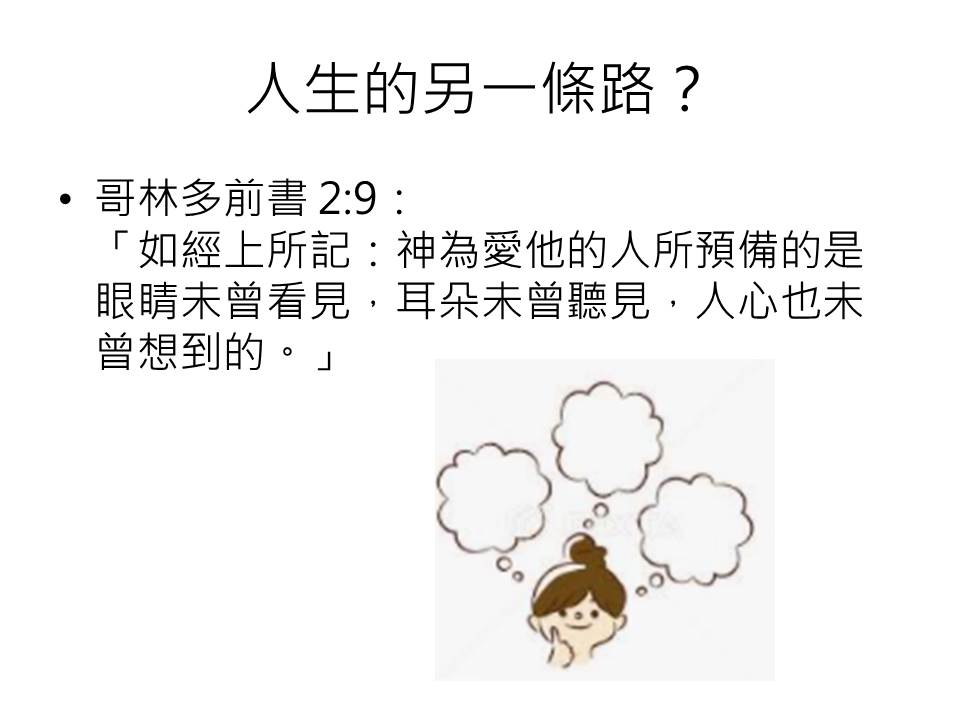 人生的另一條路？
• 哥林多前書 2:9：
「如經上所記：神為愛他的人所預備的是
眼睛未曾看見，耳朵未曾聽見，人心也未
曾想到的。」